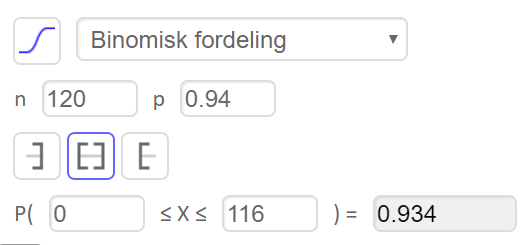 Binomisk fordeling
n 120 p 0.94
P( 0 ≤ X ≤ 116 ) = 0.934